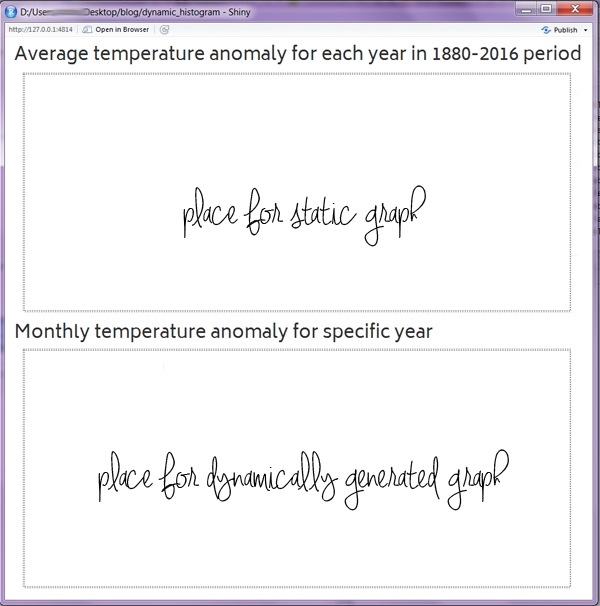 D:/User Desktop/blog/dynamic_histogram - Shiny
http://127.0.0.1:4814 Open in Browser Publish
Average temperature anomaly for each year in 1880-2016 period
place for static graph
Monthly temperature anomaly for specific year
place for dynamically generated graph